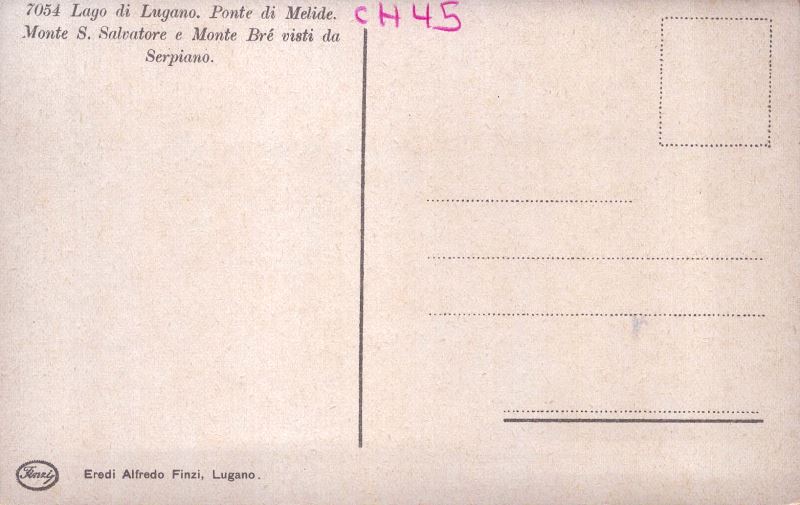 7054 Lago di Lugano. Ponte di Melide.
Monte S. Salvatore e Monte Bré visti da
Serpiano.
CH45
Finzi
Eredi Alfredo Finzi, Lugano.